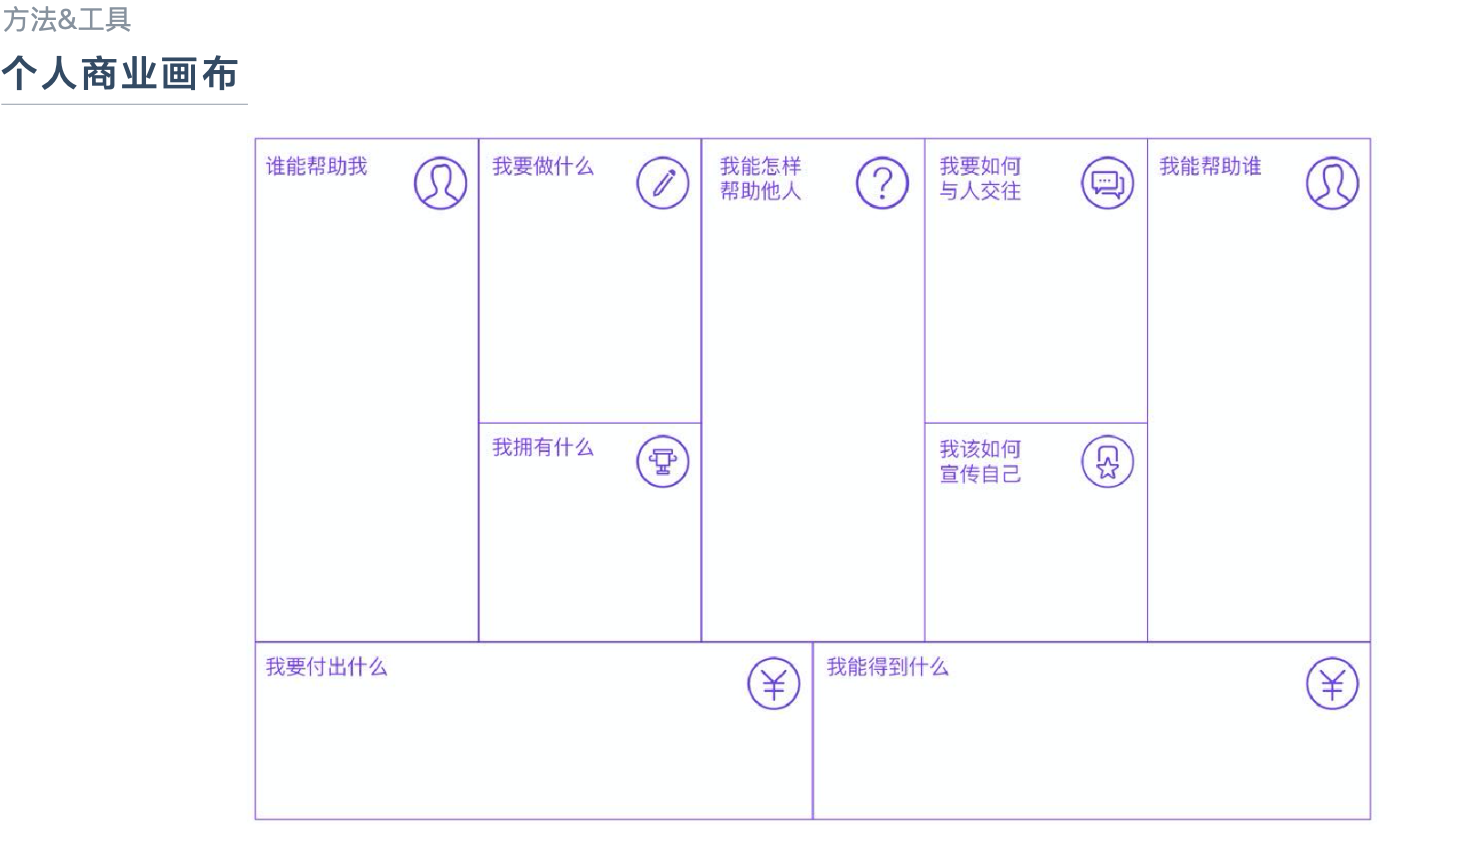 方法&工具
个人商业画布
谁能帮助我
我要做什么
我能怎样
帮助他人
我要如何
与人交往
我能帮助谁
我拥有什么
我该如何
宣传自己
我要付出什么
我能得到什么